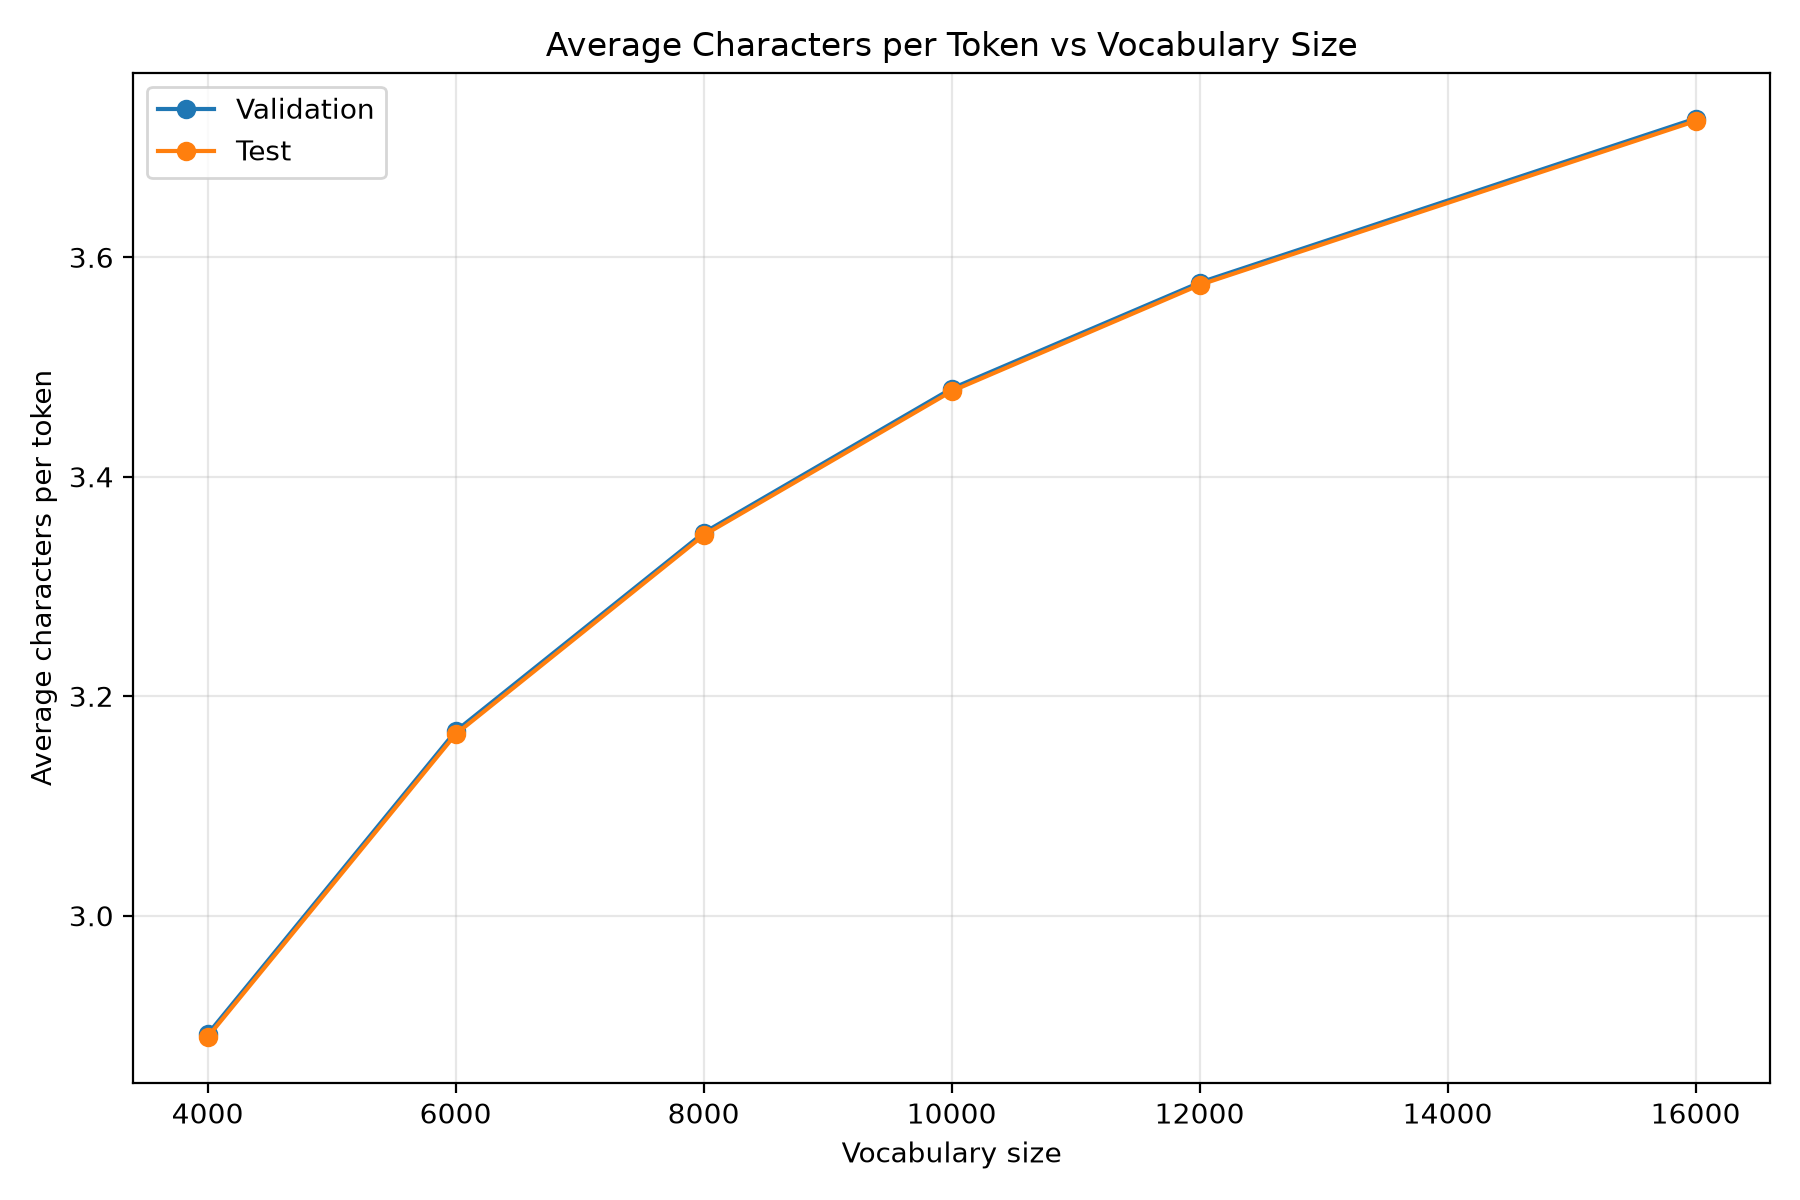 Average Characters per Token vs Vocabulary Size
Validation
Test
Average characters per token
3.6
3.4
3.2
3.0
4000 6000 8000 10000 12000 14000 16000
Vocabulary size